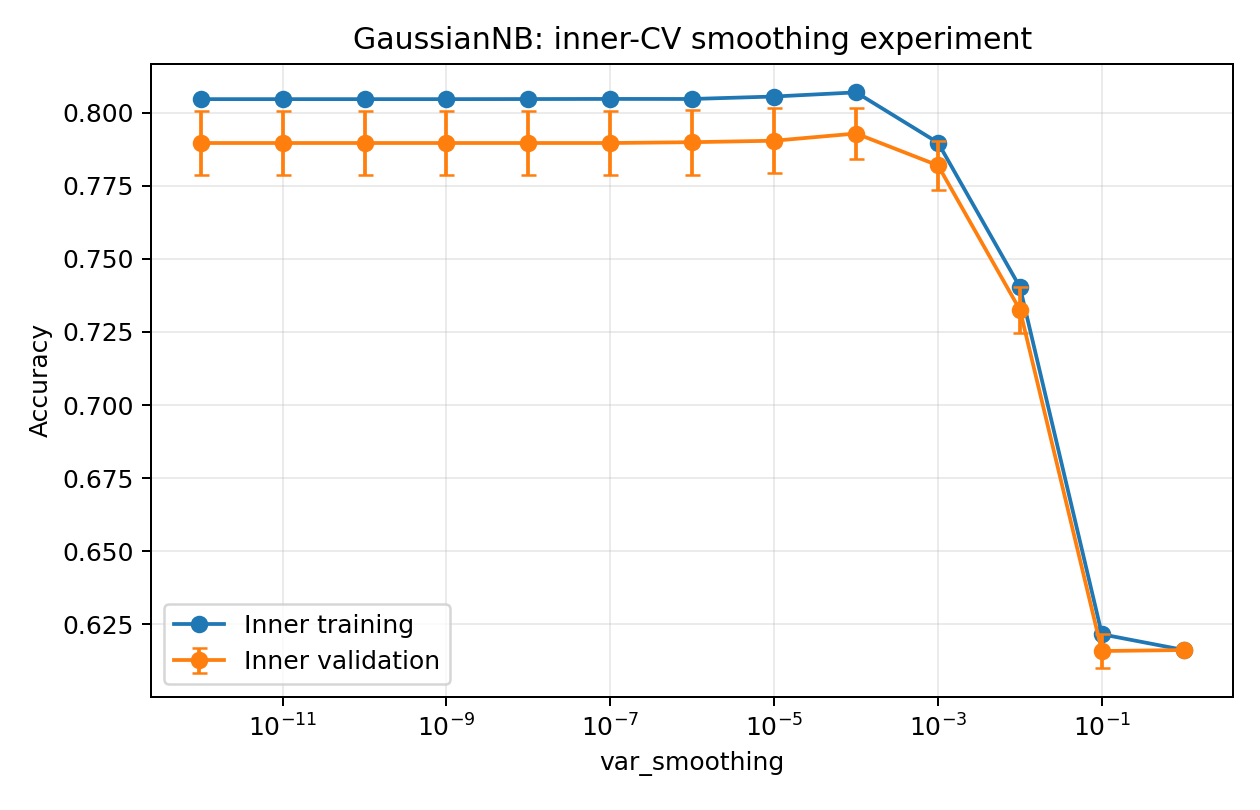 GaussianNB: inner-CV smoothing experiment
Accuracy
0.800
0.775
0.750
0.725
0.700
0.675
0.650
0.625
Inner training
Inner validation
10⁻¹¹ 10⁻⁹ 10⁻⁷ 10⁻⁵ 10⁻³ 10⁻¹
var_smoothing